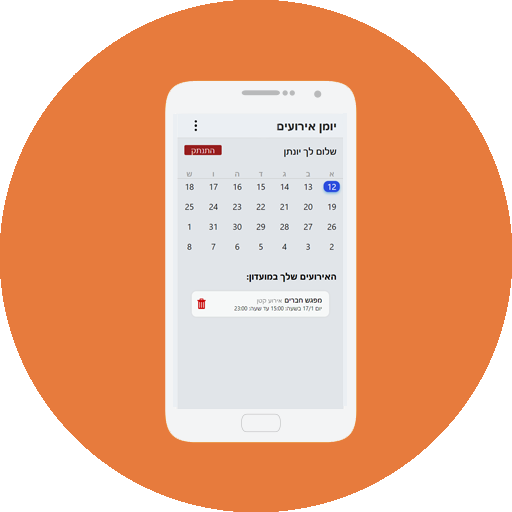 יומן אירועים
שלום לך יונתן התנתק
א ב ג ד ה ו ש
12 13 14 15 16 17 18
19 20 21 22 23 24 25
26 27 28 29 30 31 1
2 3 4 5 6 7 8
האירועים שלך במועדון:
מפגש חברים אירוע קטן
יום 17/1 בשעה: 15:00 עד שעה: 23:00